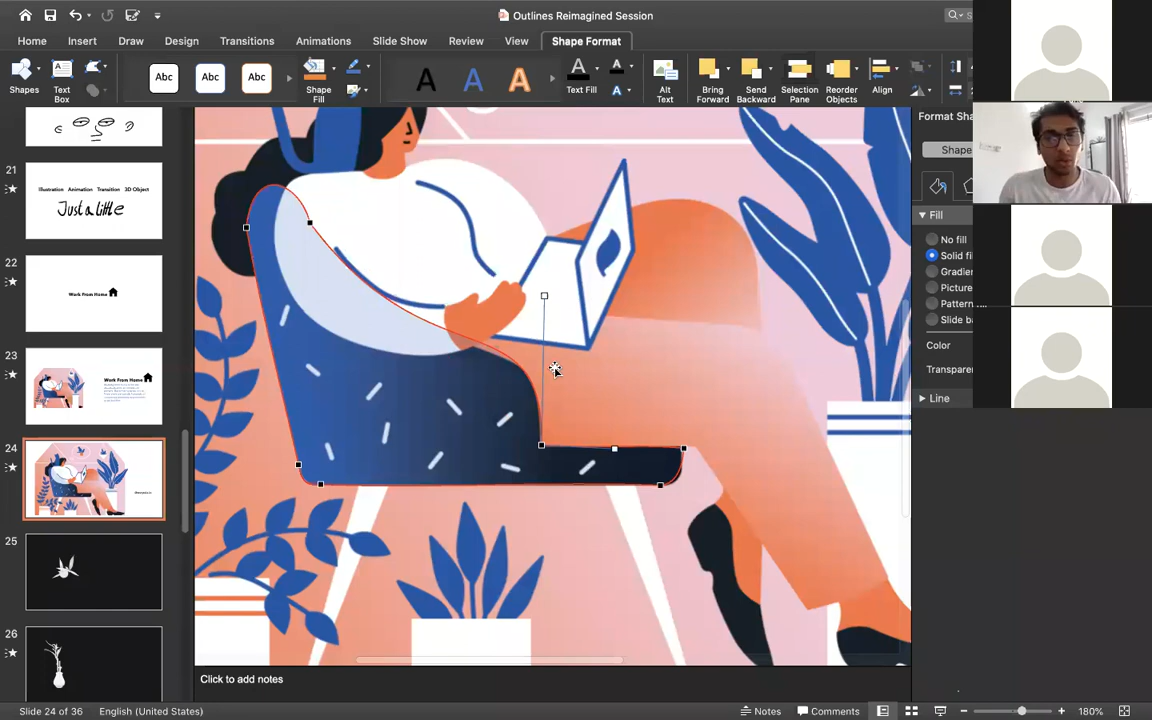 Outlines Reimagined Session
Home Insert Draw Design Transitions Animations Slide Show Review View Shape Format
Abc Abc Abc
A A A A A
Shapes Text Box Shape Fill Text Fill Alt Text Bring Forward Send Backward Selection Pane Reorder Objects Align
Format Sha
Shape
Fill
No fill
Solid fi
Gradien
Picture
Pattern
Slide ba
Color
Transpare
Line
21
Illustration Animation Transition 3D Object
Just a little
22
Work From Home
23
Work From Home
24
25
26
Click to add notes
Slide 24 of 36 English (United States) Notes Comments 180%